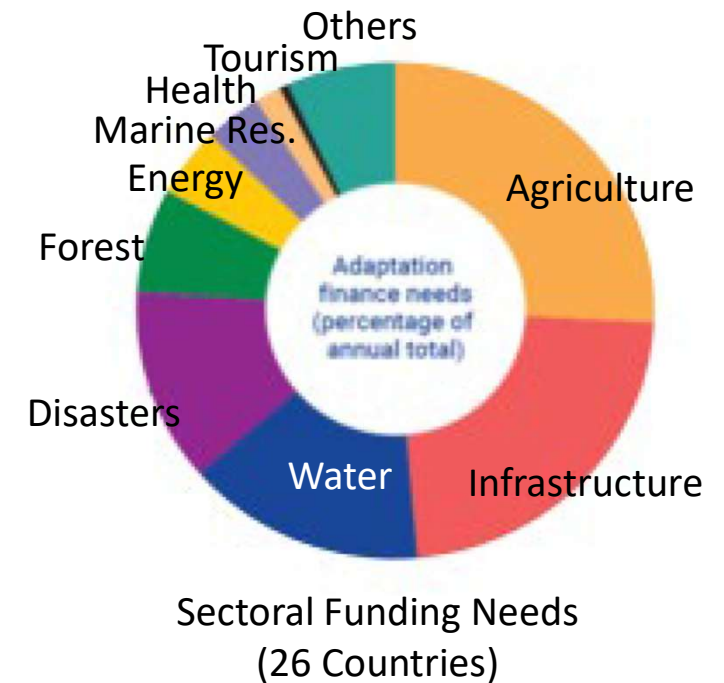 Others
Tourism
Health
Marine Res.
Energy
Forest
Agriculture
Adaptation
finance needs
(percentage of
annual total)
Disasters
Water
Infrastructure
Sectoral Funding Needs
(26 Countries)